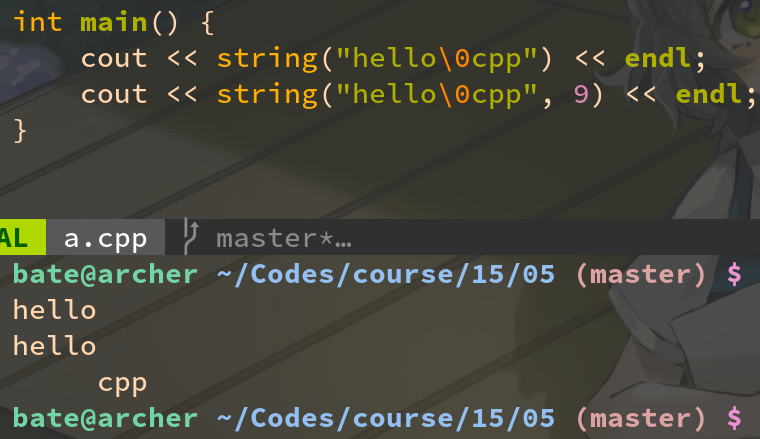 int main() {
    cout << string("hello\0cpp") << endl;
    cout << string("hello\0cpp", 9) << endl;
}
AL a.cpp master*…
bate@archer ~/Codes/course/15/05 (master) $
hello
hello
     cpp
bate@archer ~/Codes/course/15/05 (master) $